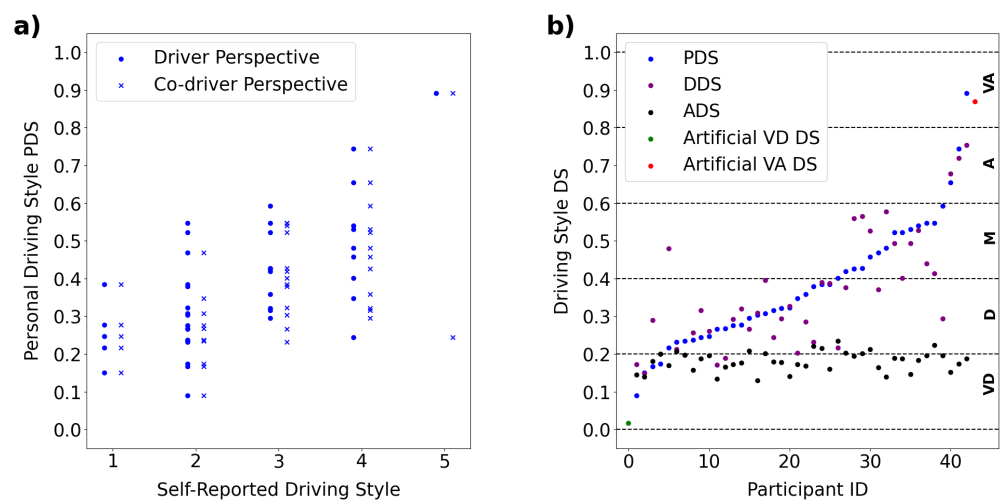 a)
Driver Perspective
Co-driver Perspective
1.0
0.9
0.8
0.7
0.6
0.5
0.4
0.3
0.2
0.1
0.0
Personal Driving Style PDS
1 2 3 4 5
Self-Reported Driving Style
b)
PDS
DDS
ADS
Artificial VD DS
Artificial VA DS
1.0
0.9
0.8
0.7
0.6
0.5
0.4
0.3
0.2
0.1
0.0
Driving Style DS
VA
A
M
D
VD
0 10 20 30 40
Participant ID